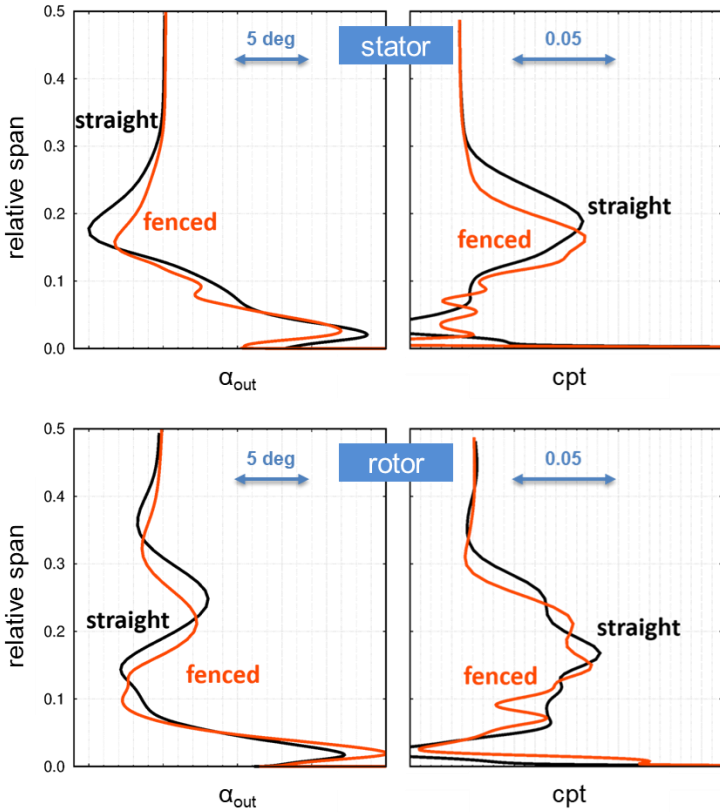 0.5
0.4
0.3
0.2
0.1
0.0
relative span
5 deg
stator
0.05
straight
fenced
straight
fenced
α_out
cpt
0.5
0.4
0.3
0.2
0.1
0.0
relative span
5 deg
rotor
0.05
straight
fenced
straight
fenced
α_out
cpt